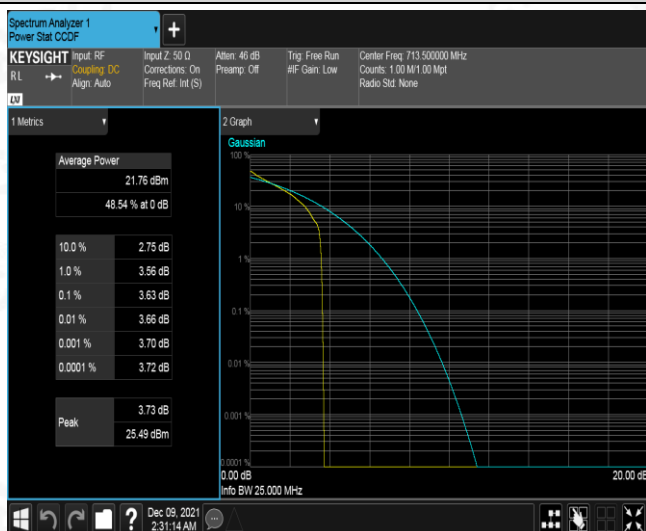 Spectrum Analyzer 1
Power Stat CCDF
+
KEYSIGHT
RL
LXI
Input: RF
Coupling: DC
Align: Auto
Input Z: 50 Ω
Corrections: On
Freq Ref: Int (S)
Atten: 46 dB
Preamp: Off
Trig: Free Run
#IF Gain: Low
Center Freq: 713.500000 MHz
Counts: 1.00 M/1.00 Mpt
Radio Std: None
1 Metrics
Average Power
21.76 dBm
48.54 % at 0 dB
10.0 % 2.75 dB
1.0 % 3.56 dB
0.1 % 3.63 dB
0.01 % 3.66 dB
0.001 % 3.70 dB
0.0001 % 3.72 dB
Peak
3.73 dB
25.49 dBm
2 Graph
Gaussian
100 %
10 %
1 %
0.1 %
0.01 %
0.001 %
0.0001 %
0.00 dB 20.00 dB
Info BW 25.000 MHz
?
Dec 09, 2021
2:31:14 AM